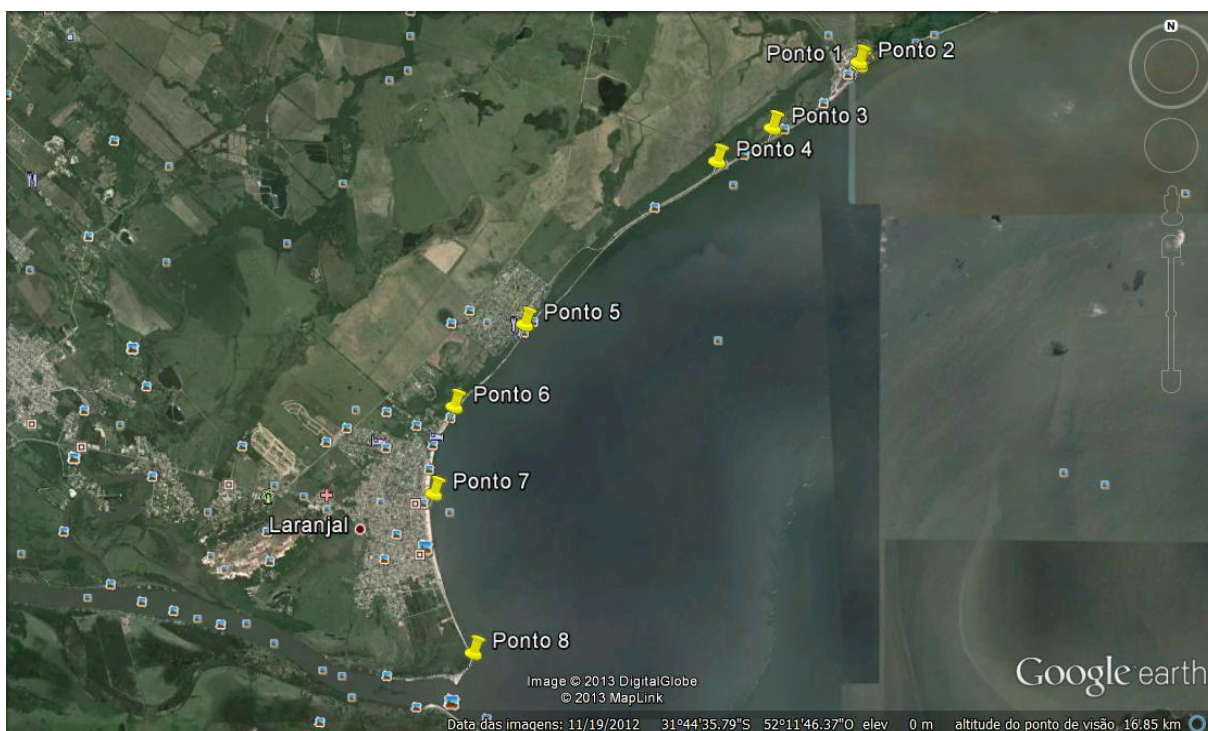 N
Ponto 1
Ponto 2
Ponto 3
Ponto 4
Ponto 5
Ponto 6
Ponto 7
Laranjal
Ponto 8
Google earth
Image © 2013 DigitalGlobe
© 2013 MapLink
Data das imagens: 11/19/2012 31°44'35.79"S 52°11'46.37"O elev 0 m altitude do ponto de visão 16.85 km